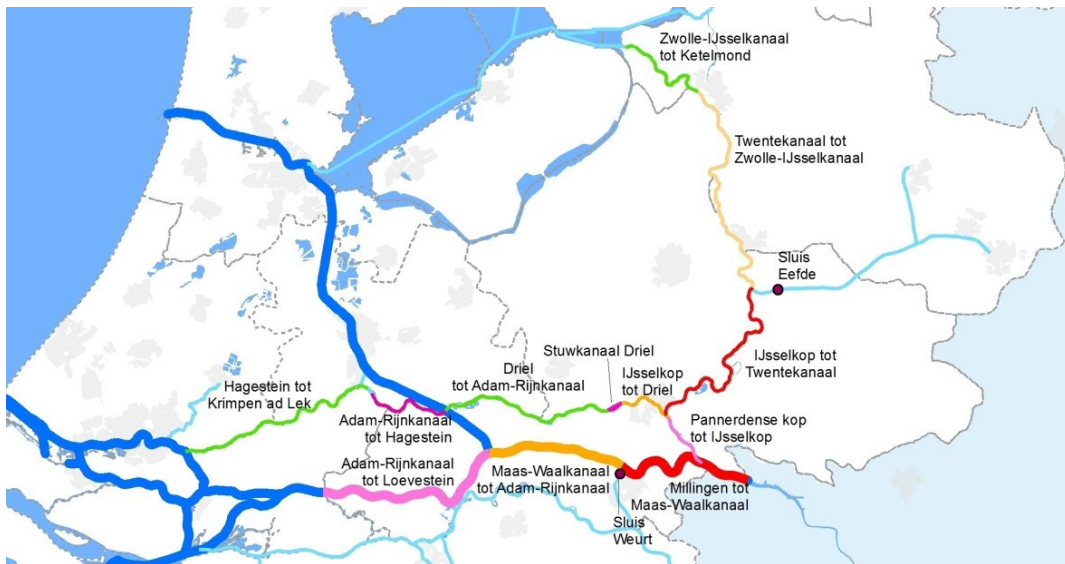 Zwolle-IJsselkanaal
tot Ketelmond
Twentekanaal tot
Zwolle-IJsselkanaal
Sluis
Eefde
Stuwkanaal Driel
IJsselkop tot
Twentekanaal
Driel
tot Adam-Rijnkanaal
IJsselkop
tot Driel
Hagestein tot
Krimpen ad Lek
Adam-Rijnkanaal
tot Hagestein
Pannerdense kop
tot IJsselkop
Adam-Rijnkanaal
tot Loevestein
Maas-Waalkanaal
tot Adam-Rijnkanaal
Millingen tot
Maas-Waalkanaal
Sluis
Weurt